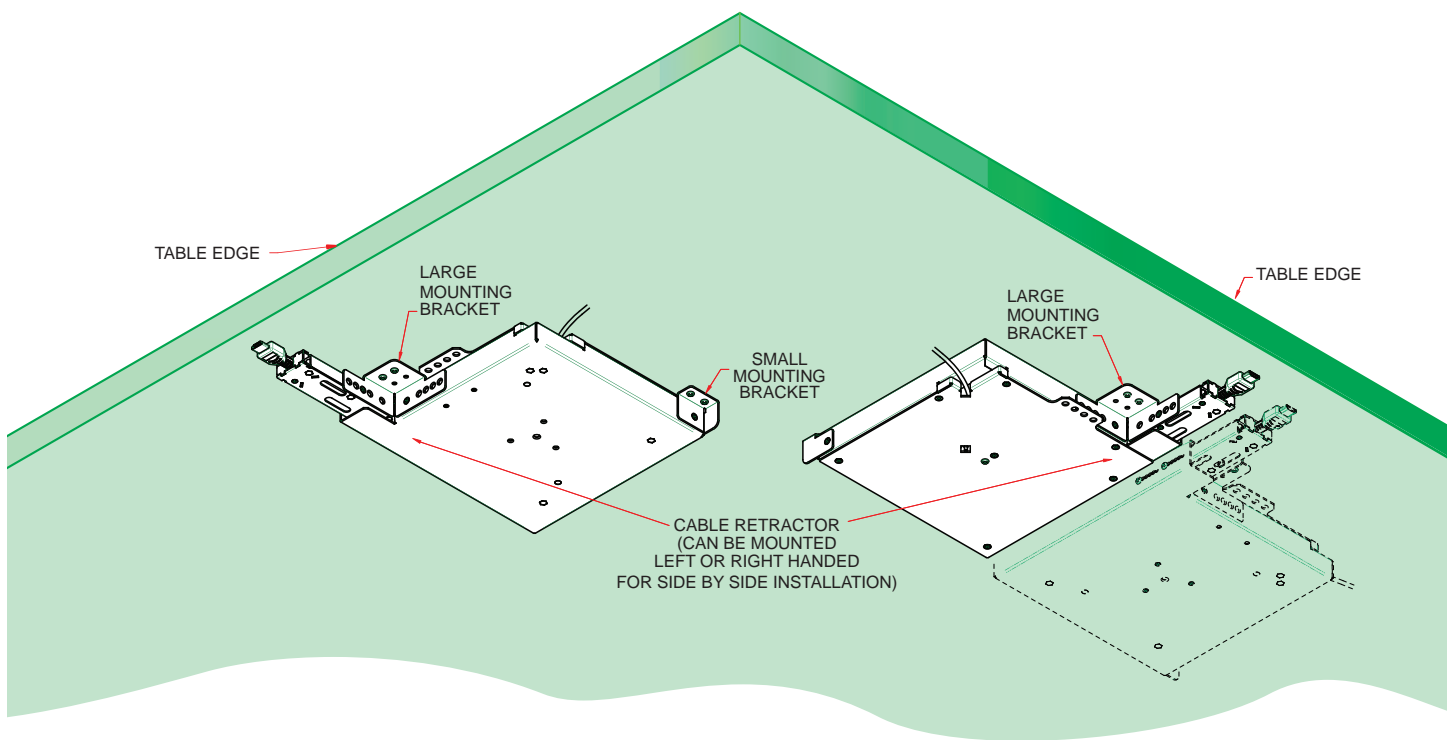 TABLE EDGE
LARGE
MOUNTING
BRACKET
SMALL
MOUNTING
BRACKET
LARGE
MOUNTING
BRACKET
TABLE EDGE
CABLE RETRACTOR
(CAN BE MOUNTED
LEFT OR RIGHT HANDED
FOR SIDE BY SIDE INSTALLATION)